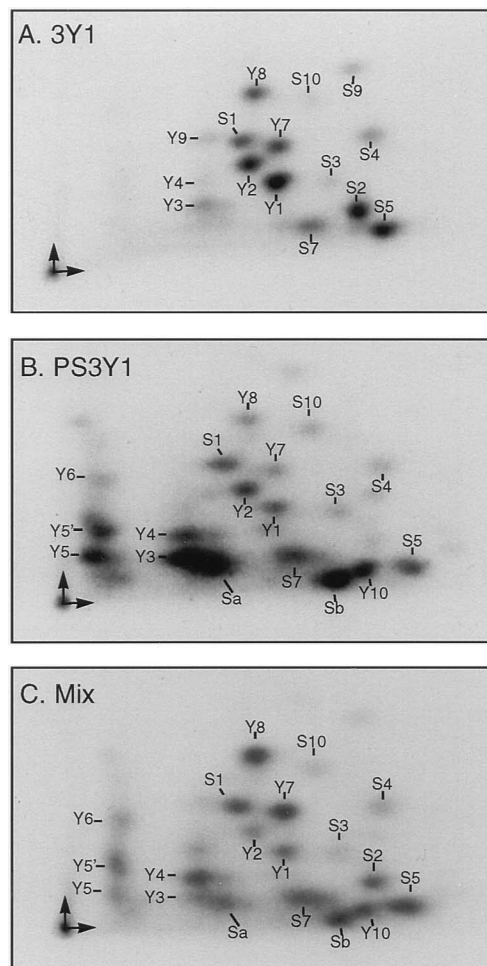 A. 3Y1
Y8
S10
S9
S1
Y7
Y9
S4
S3
Y4
Y2
Y1
S2
S5
Y3
S7
B. PS3Y1
Y8
S10
S1
Y7
S4
Y6
Y2
Y1
S3
Y5'
Y4
S5
Y5
Y3
Sa
S7
Sb
Y10
C. Mix
Y8
S10
S1
Y7
S4
Y6
Y2
Y1
S3
Y5'
Y4
S2
S5
Y5
Y3
Sa
S7
Sb
Y10